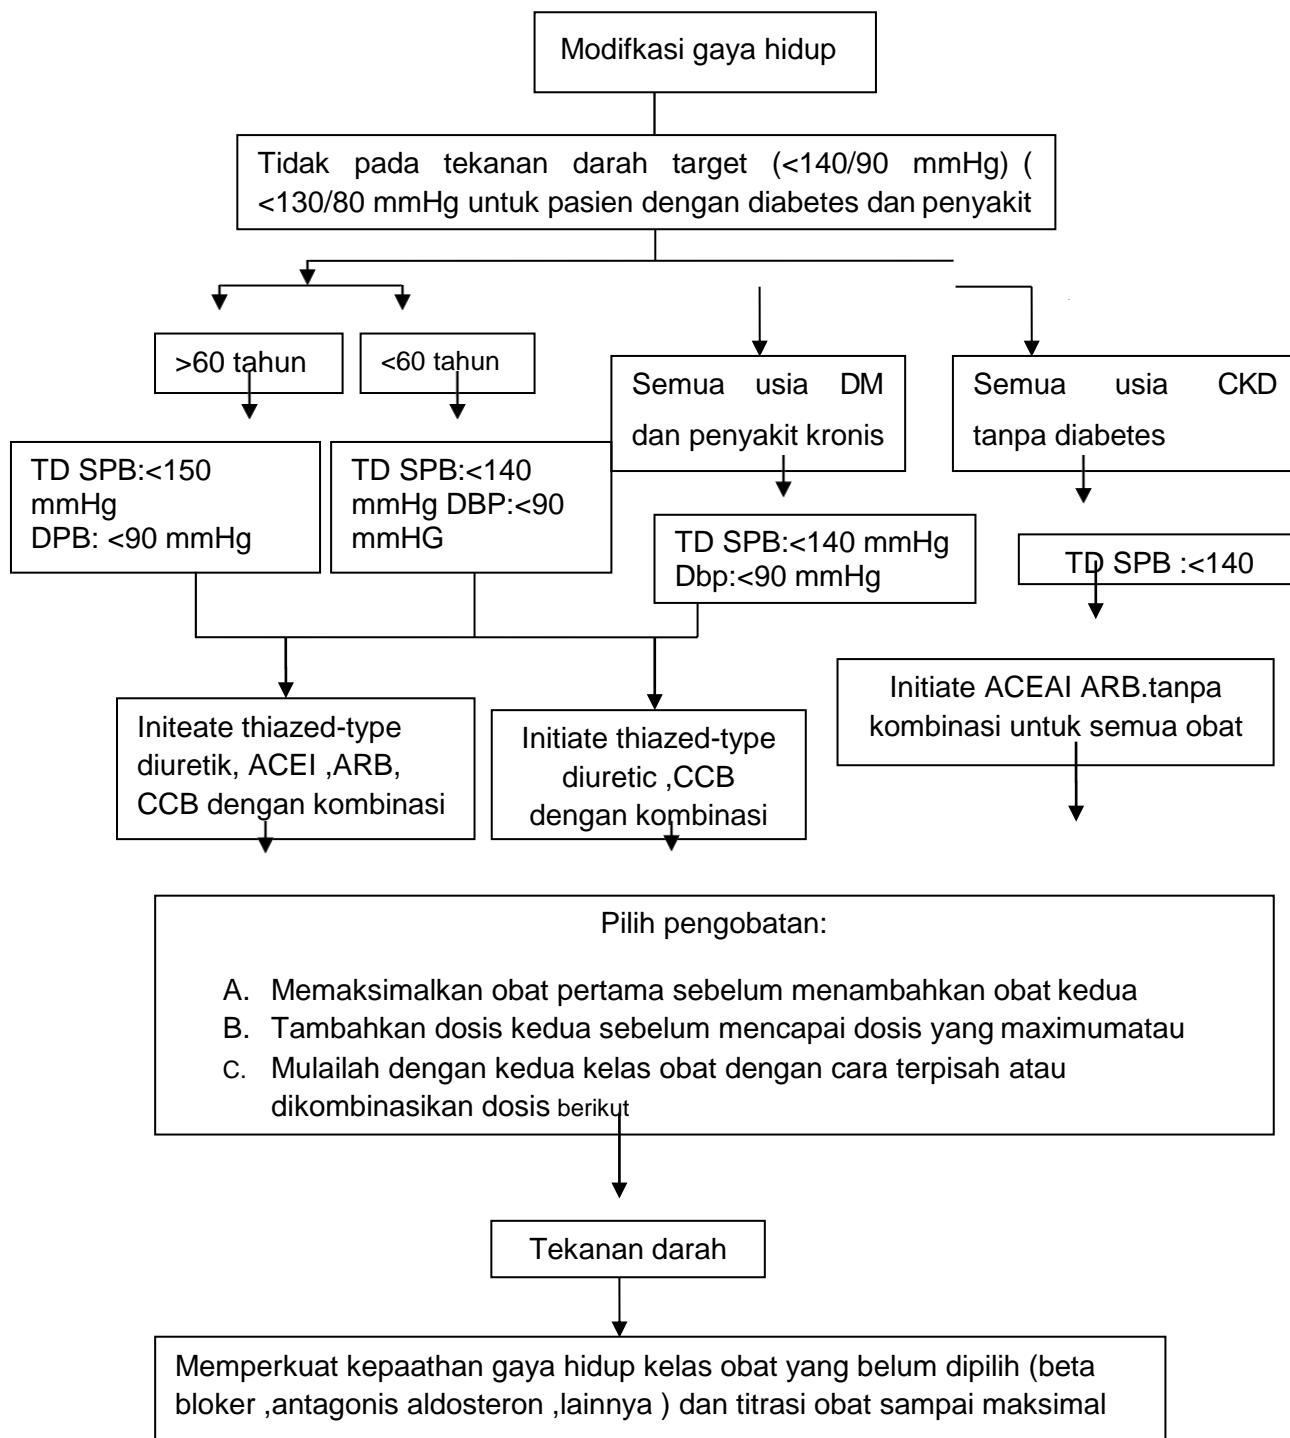 Modifkasi gaya hidup
Tidak pada tekanan darah target (<140/90 mmHg) (
<130/80 mmHg untuk pasien dengan diabetes dan penyakit
>60 tahun
<60 tahun
Semua usia DM
dan penyakit kronis
Semua usia CKD
tanpa diabetes
TD SPB:<150
mmHg
DPB: <90 mmHg
TD SPB:<140
mmHg DBP:<90
mmHG
TD SPB:<140 mmHg
Dbp:<90 mmHg
TD SPB :<140
Initeate thiazed-type
diuretik, ACEI ,ARB,
CCB dengan kombinasi
Initiate thiazed-type
diuretic ,CCB
dengan kombinasi
Initiate ACEAI ARB.tanpa
kombinasi untuk semua obat
Pilih pengobatan:
A. Memaksimalkan obat pertama sebelum menambahkan obat kedua
B. Tambahkan dosis kedua sebelum mencapai dosis yang maximumatau
C. Mulailah dengan kedua kelas obat dengan cara terpisah atau
dikombinasikan dosis berikut
Tekanan darah
Memperkuat kepaathan gaya hidup kelas obat yang belum dipilih (beta
bloker ,antagonis aldosteron ,lainnya ) dan titrasi obat sampai maksimal